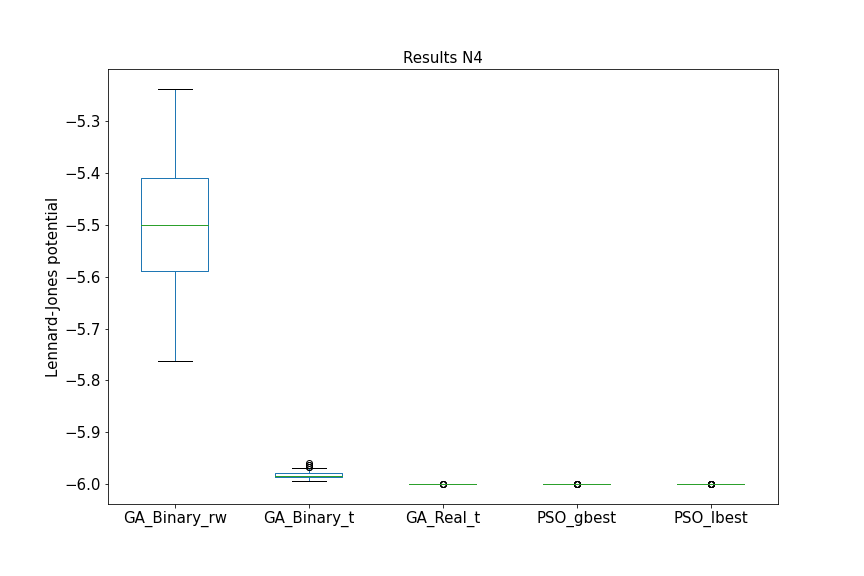 Results N4
Lennard-Jones potential
−5.3
−5.4
−5.5
−5.6
−5.7
−5.8
−5.9
−6.0
GA_Binary_rw
GA_Binary_t
GA_Real_t
PSO_gbest
PSO_lbest